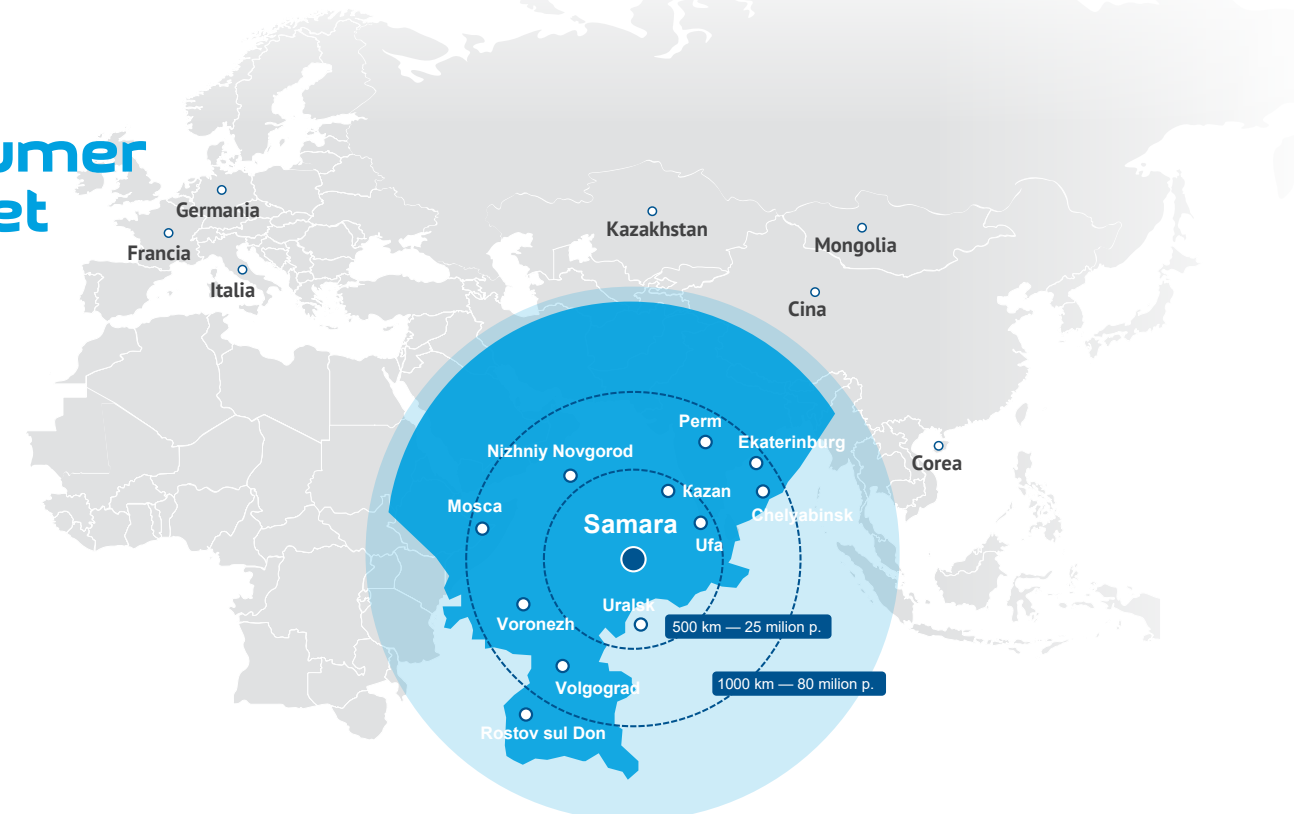 umer
et
Germania
Francia
Italia
Kazakhstan
Mongolia
Cina
Corea
Perm
Ekaterinburg
Nizhniy Novgorod
Kazan
Mosca
Chelyabinsk
Samara
Ufa
Uralsk
Voronezh
500 km — 25 milion p.
1000 km — 80 milion p.
Volgograd
Rostov sul Don